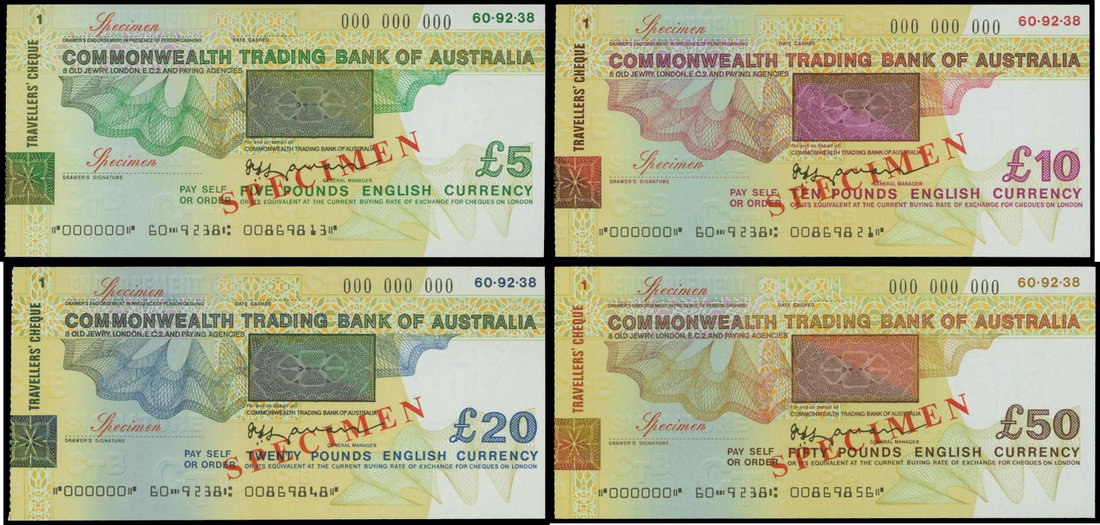 1
Specimen
000 000 000
60·92·38
DRAWER'S ENDORSEMENT IN PRESENCE OF PERSON CASHING
DATE CASHED
COMMONWEALTH TRADING BANK OF AUSTRALIA
8 OLD JEWRY, LONDON, E.C.2. AND PAYING AGENCIES
TRAVELLERS' CHEQUE
For and on behalf of
COMMONWEALTH TRADING BANK OF AUSTRALIA
Specimen
DRAWER'S SIGNATURE
GENERAL MANAGER
£5
SPECIMEN
PAY SELF OR ORDER
FIVE POUNDS ENGLISH CURRENCY
OR ITS EQUIVALENT AT THE CURRENT BUYING RATE OF EXCHANGE FOR CHEQUES ON LONDON
⑈000000⑈ 60⑉9238⑆ 00869813⑈
1
Specimen
000 000 000
60·92·38
DRAWER'S ENDORSEMENT IN PRESENCE OF PERSON CASHING
DATE CASHED
COMMONWEALTH TRADING BANK OF AUSTRALIA
8 OLD JEWRY, LONDON, E.C.2. AND PAYING AGENCIES
TRAVELLERS' CHEQUE
For and on behalf of
COMMONWEALTH TRADING BANK OF AUSTRALIA
Specimen
DRAWER'S SIGNATURE
GENERAL MANAGER
£10
SPECIMEN
PAY SELF OR ORDER
TEN POUNDS ENGLISH CURRENCY
OR ITS EQUIVALENT AT THE CURRENT BUYING RATE OF EXCHANGE FOR CHEQUES ON LONDON
⑈000000⑈ 60⑉9238⑆ 00869821⑈
1
Specimen
000 000 000
60·92·38
DRAWER'S ENDORSEMENT IN PRESENCE OF PERSON CASHING
DATE CASHED
COMMONWEALTH TRADING BANK OF AUSTRALIA
8 OLD JEWRY, LONDON, E.C.2. AND PAYING AGENCIES
TRAVELLERS' CHEQUE
For and on behalf of
COMMONWEALTH TRADING BANK OF AUSTRALIA
Specimen
DRAWER'S SIGNATURE
GENERAL MANAGER
£20
SPECIMEN
PAY SELF OR ORDER
TWENTY POUNDS ENGLISH CURRENCY
OR ITS EQUIVALENT AT THE CURRENT BUYING RATE OF EXCHANGE FOR CHEQUES ON LONDON
⑈000000⑈ 60⑉9238⑆ 00869848⑈
1
Specimen
000 000 000
60·92·38
DRAWER'S ENDORSEMENT IN PRESENCE OF PERSON CASHING
DATE CASHED
COMMONWEALTH TRADING BANK OF AUSTRALIA
8 OLD JEWRY, LONDON, E.C.2. AND PAYING AGENCIES
TRAVELLERS' CHEQUE
For and on behalf of
COMMONWEALTH TRADING BANK OF AUSTRALIA
Specimen
DRAWER'S SIGNATURE
GENERAL MANAGER
£50
SPECIMEN
PAY SELF OR ORDER
FIFTY POUNDS ENGLISH CURRENCY
OR ITS EQUIVALENT AT THE CURRENT BUYING RATE OF EXCHANGE FOR CHEQUES ON LONDON
⑈000000⑈ 60⑉9238⑆ 00869856⑈